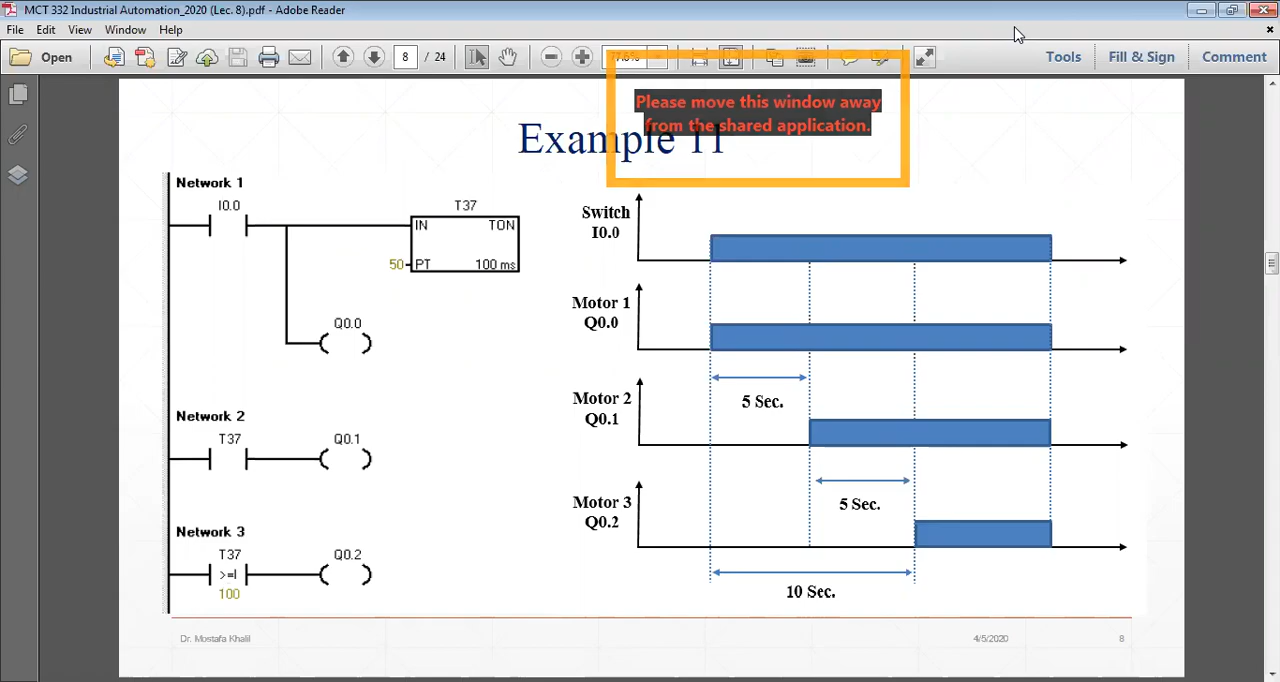 MCT 332 Industrial Automation_2020 (Lec. 8).pdf - Adobe Reader
File Edit View Window Help
Open 8 / 24 77.6% Tools Fill & Sign Comment
Please move this window away
from the shared application.
Example 11
Network 1
I0.0
T37
IN TON
50 PT 100 ms
Q0.0
Network 2
T37 Q0.1
Network 3
T37 Q0.2
>=I
100
Switch
I0.0
Motor 1
Q0.0
5 Sec.
Motor 2
Q0.1
5 Sec.
Motor 3
Q0.2
10 Sec.
Dr. Mostafa Khalil 4/5/2020 8